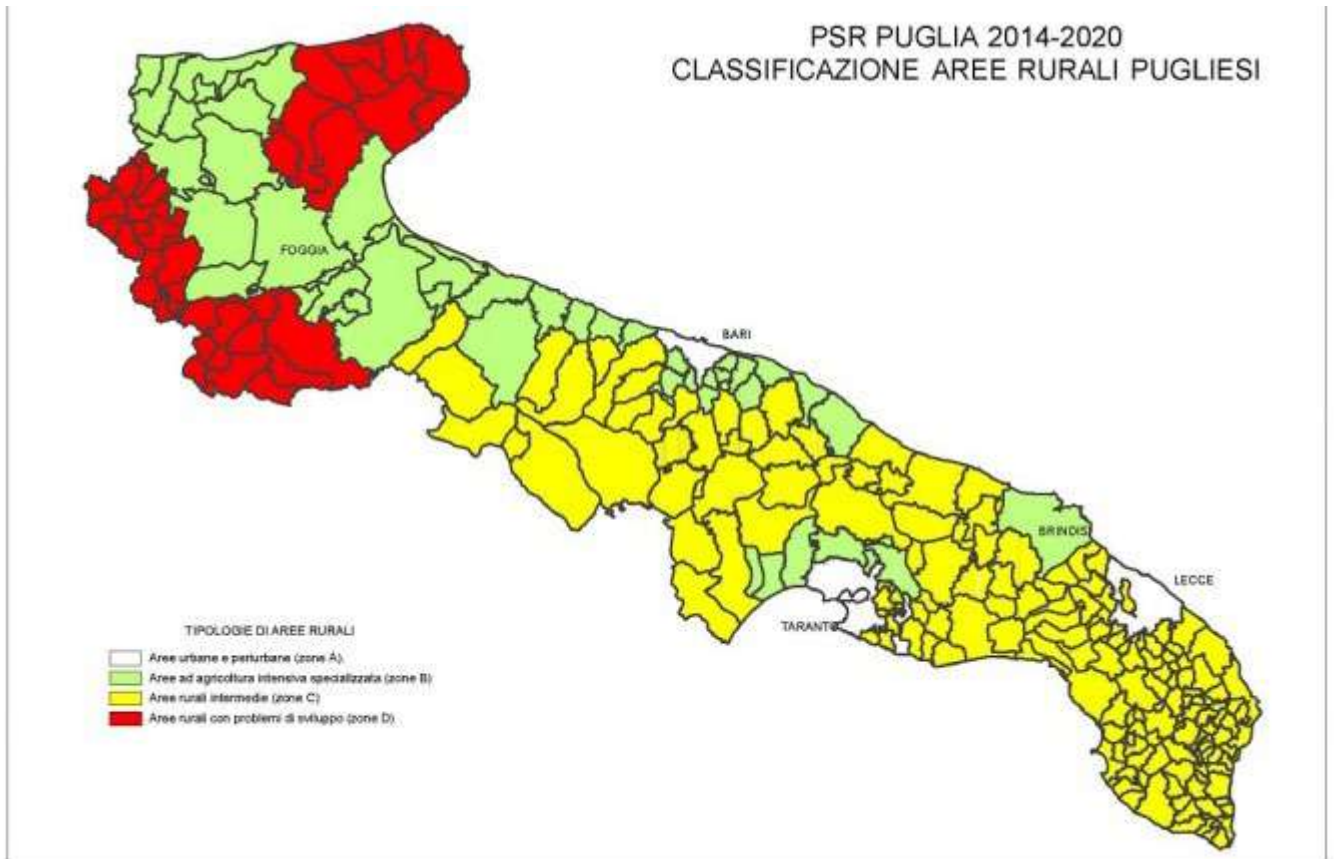 PSR PUGLIA 2014-2020
CLASSIFICAZIONE AREE RURALI PUGLIESI
FOGGIA
BARI
BRINDIS
LECCE
TARANTO
TIPOLOGIE DI AREE RURALI
Aree urbane e periurbane (zone A)
Aree ad agricoltura intensiva specializzata (zone B)
Aree rurali intermedie (zone C)
Aree rurali con problemi di sviluppo (zone D)